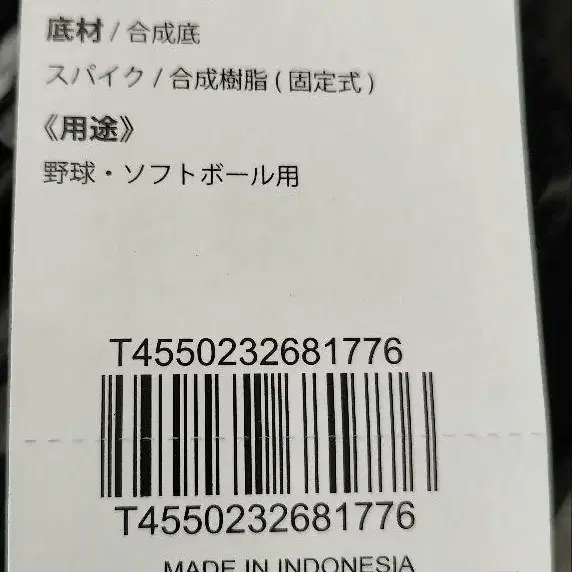 底材 / 合成底
スパイク / 合成樹脂 ( 固定式 )
《用途》
野球・ソフトボール用
T4550232681776
T4550232681776
MADE IN INDONESIA